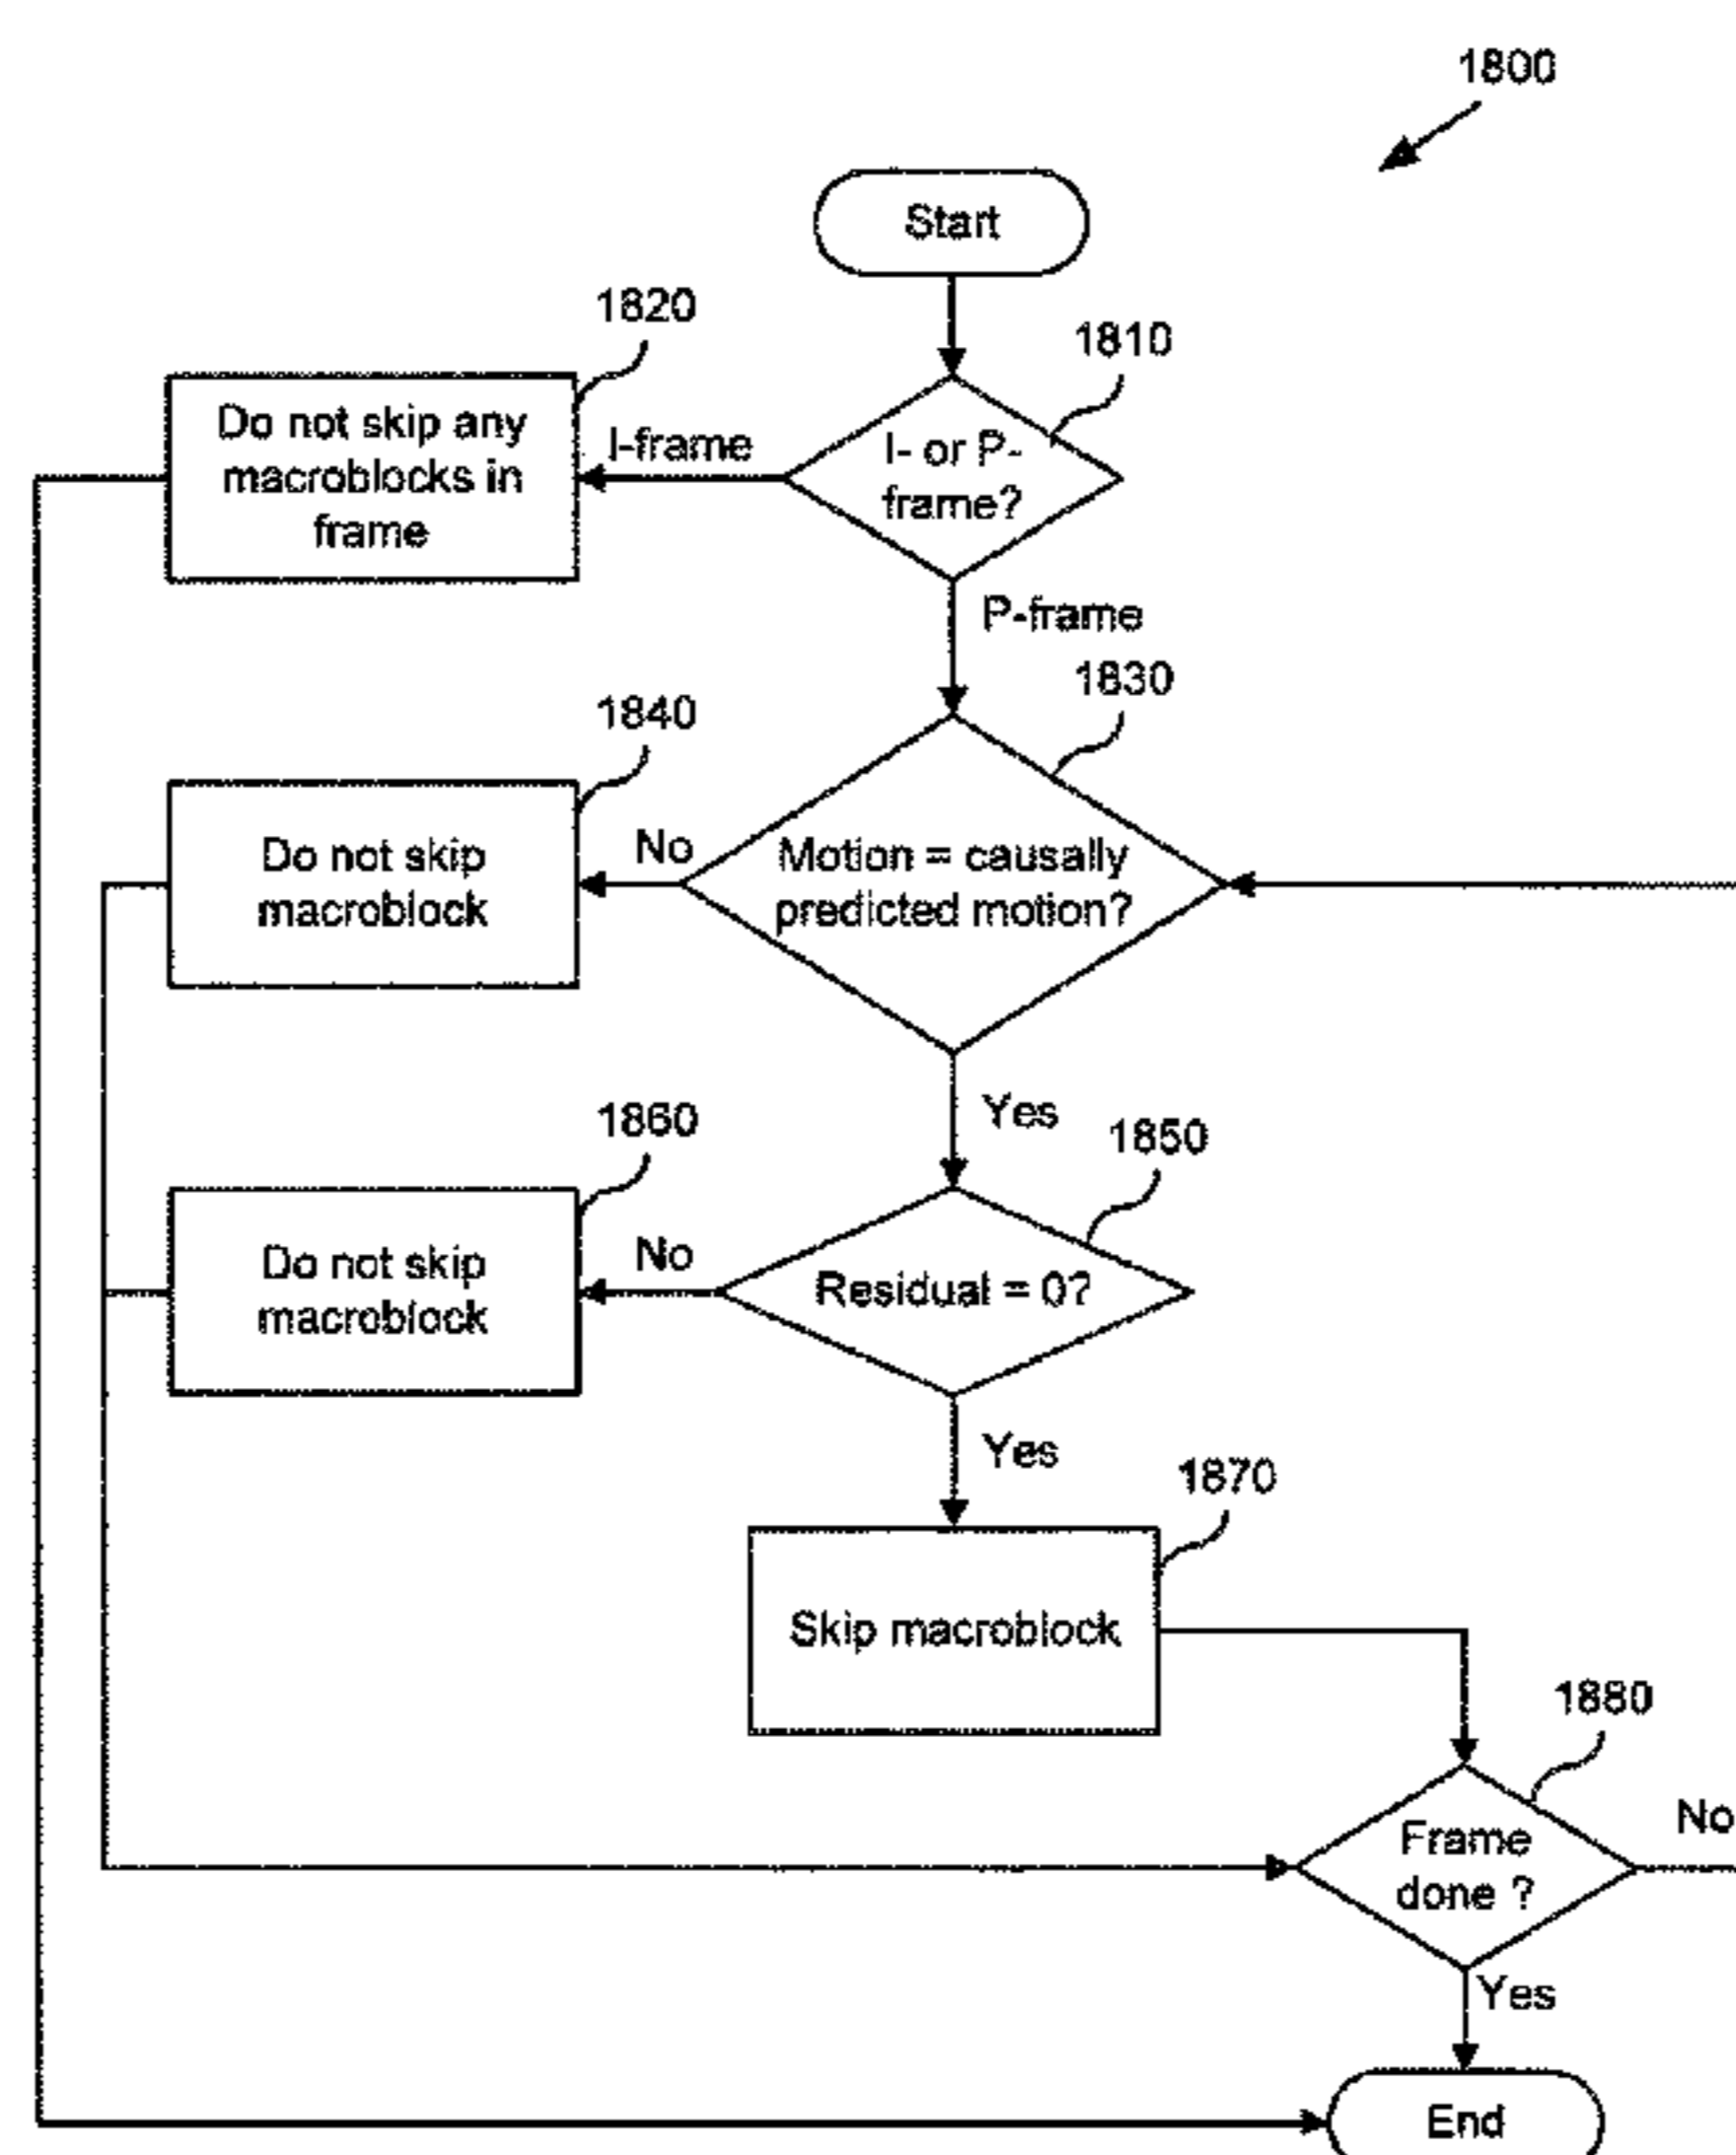 1800
Start
1820
1810
Do not skip any
macroblocks in
frame
I-frame
I- or P-
frame?
P-frame
1830
1840
Do not skip
macroblock
No
Motion = causally
predicted motion?
Yes
1860
1850
Do not skip
macroblock
No
Residual = 0?
Yes
1870
Skip macroblock
1880
Frame
done ?
No
Yes
End